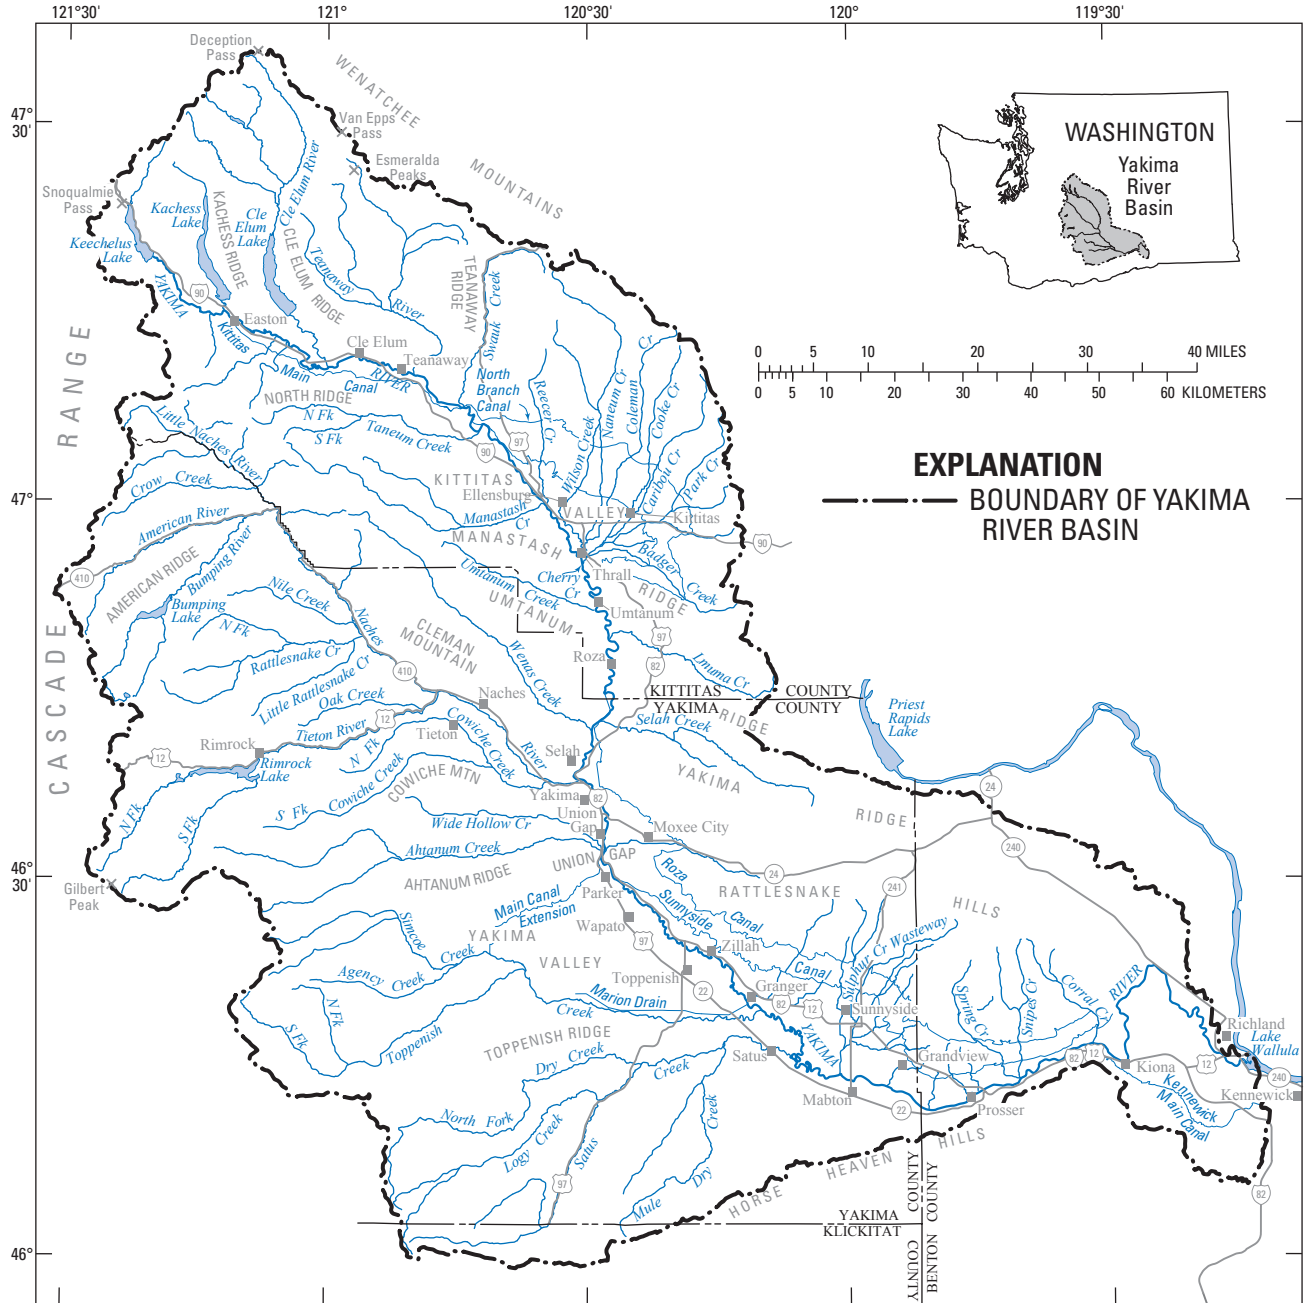 121°30'
121°
120°30'
120°
119°30'
47°
30'
47°
46°
30'
46°
Deception
Pass
WENATCHEE
MOUNTAINS
Van Epps
Pass
Esmeralda
Peaks
Snoqualmie
Pass
Kachess
Lake
KACHESS RIDGE
Cle
Elum
Lake
Cle Elum River
CLE ELUM RIDGE
Keechelus
Lake
YAKIMA
90
Teanaway
River
TEANAWAY
RIDGE
Swauk Creek
Easton
Kittitas
Main
Canal
Cle Elum
Teanaway
RIVER
North
Branch
Canal
NORTH RIDGE
N Fk
S Fk
Taneum Creek
90
97
Reecer Cr
Wilson Creek
Naneum Cr
Coleman
Cr
Cooke Cr
Caribou Cr
Park Cr
Little Naches River
Crow Creek
American River
AMERICAN RIDGE
410
Bumping River
Bumping
Lake
KITTITAS
VALLEY
Ellensburg
Kittitas
90
Manastash
Cr
MANASTASH
RIDGE
Badger
Creek
Thrall
Cherry
Cr
Umtanum
Creek
UMTANUM
Umtanum
97
82
Roza
Lmuma Cr
Nile Creek
N Fk
Rattlesnake Cr
Little Rattlesnake Cr
Oak Creek
Naches
River
CLEMAN
MOUNTAIN
410
Wenas Creek
KITTITAS COUNTY
YAKIMA COUNTY
Selah Creek
RIDGE
Naches
Tieton
Tieton River
12
12
Rimrock
Rimrock
Lake
N Fk
S Fk
N Fk
Cowiche Creek
S Fk Cowiche Creek
COWICHE MTN
Selah
Yakima
82
Union
Gap
Moxee City
YAKIMA
RIDGE
Priest
Rapids
Lake
24
240
Wide Hollow Cr
Ahtanum Creek
AHTANUM RIDGE
UNION GAP
24
241
RATTLESNAKE
HILLS
Gilbert
Peak
CASCADE
RANGE
Parker
Main Canal
Extension
Wapato
97
Roza
Canal
Sunnyside
Canal
Zillah
Simcoe
Creek
YAKIMA
VALLEY
Agency Creek
N Fk
S Fk
Toppenish
Creek
Toppenish
22
Marion Drain
Granger
82
12
Sulphur Cr Wasteway
Sunnyside
Spring Cr
Snipes Cr
Corral Cr
RIVER
TOPPENISH RIDGE
Satus
YAKIMA
Grandview
82
12
Kiona
12
Richland
Lake
Wallula
240
Kennewick
Kennewick
Main Canal
Dry Creek
Creek
North Fork
Logy Creek
Satus
97
Mule Dry
Creek
Mabton
22
Prosser
HORSE HEAVEN HILLS
82
YAKIMA
KLICKITAT
COUNTY
COUNTY
BENTON COUNTY
WASHINGTON
Yakima
River
Basin
0 5 10 20 30 40 MILES
0 5 10 20 30 40 50 60 KILOMETERS
EXPLANATION
BOUNDARY OF YAKIMA
RIVER BASIN